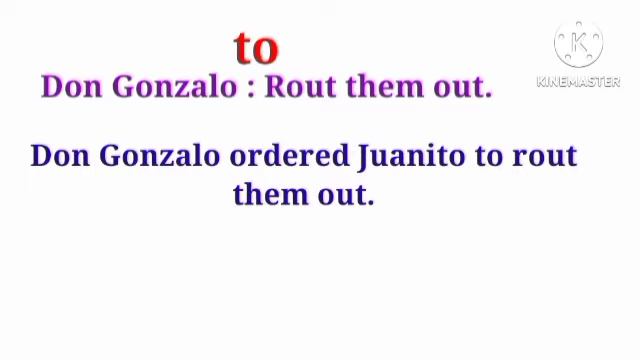 to
Don Gonzalo : Rout them out.
Don Gonzalo ordered Juanito to rout
them out.
K
KINEMASTER